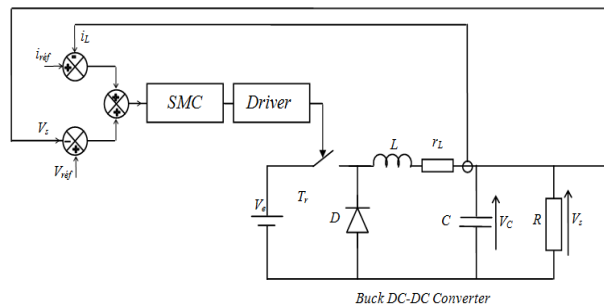 i_L
i_réf
SMC
Driver
V_s
V_réf
L
r_L
V_e
T_r
D
C
V_C
R
V_s
Buck DC-DC Converter